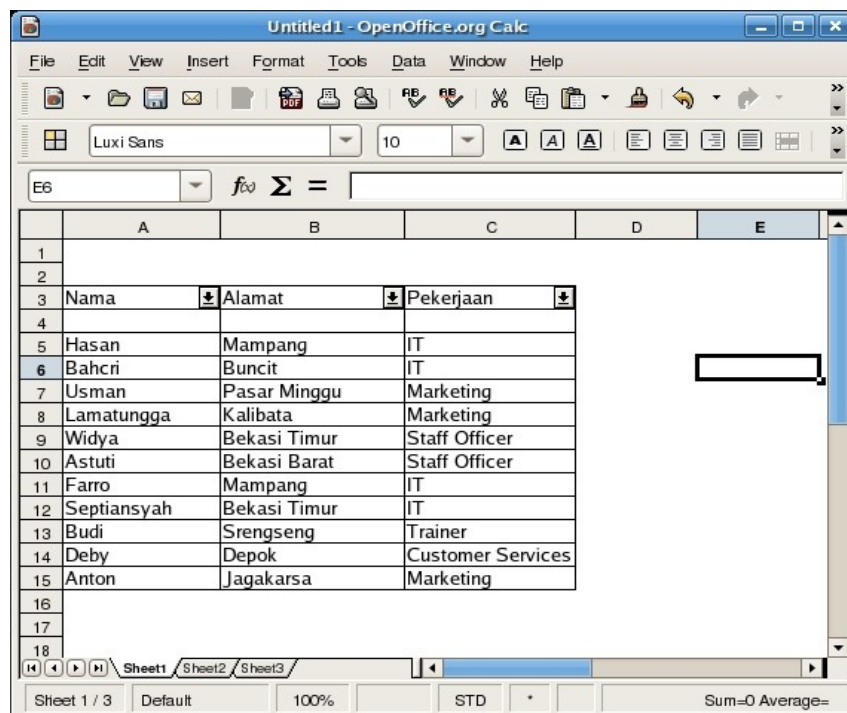 Untitled1 - OpenOffice.org Calc
File Edit View Insert Format Tools Data Window Help
Luxi Sans 10
E6 f(x) Σ =
A B C D E
1
2
3 Nama Alamat Pekerjaan
4
5 Hasan Mampang IT
6 Bahcri Buncit IT
7 Usman Pasar Minggu Marketing
8 Lamatungga Kalibata Marketing
9 Widya Bekasi Timur Staff Officer
10 Astuti Bekasi Barat Staff Officer
11 Farro Mampang IT
12 Septiansyah Bekasi Timur IT
13 Budi Srengseng Trainer
14 Deby Depok Customer Services
15 Anton Jagakarsa Marketing
16
17
18
Sheet1 Sheet2 Sheet3
Sheet 1 / 3 Default 100% STD * Sum=0 Average=